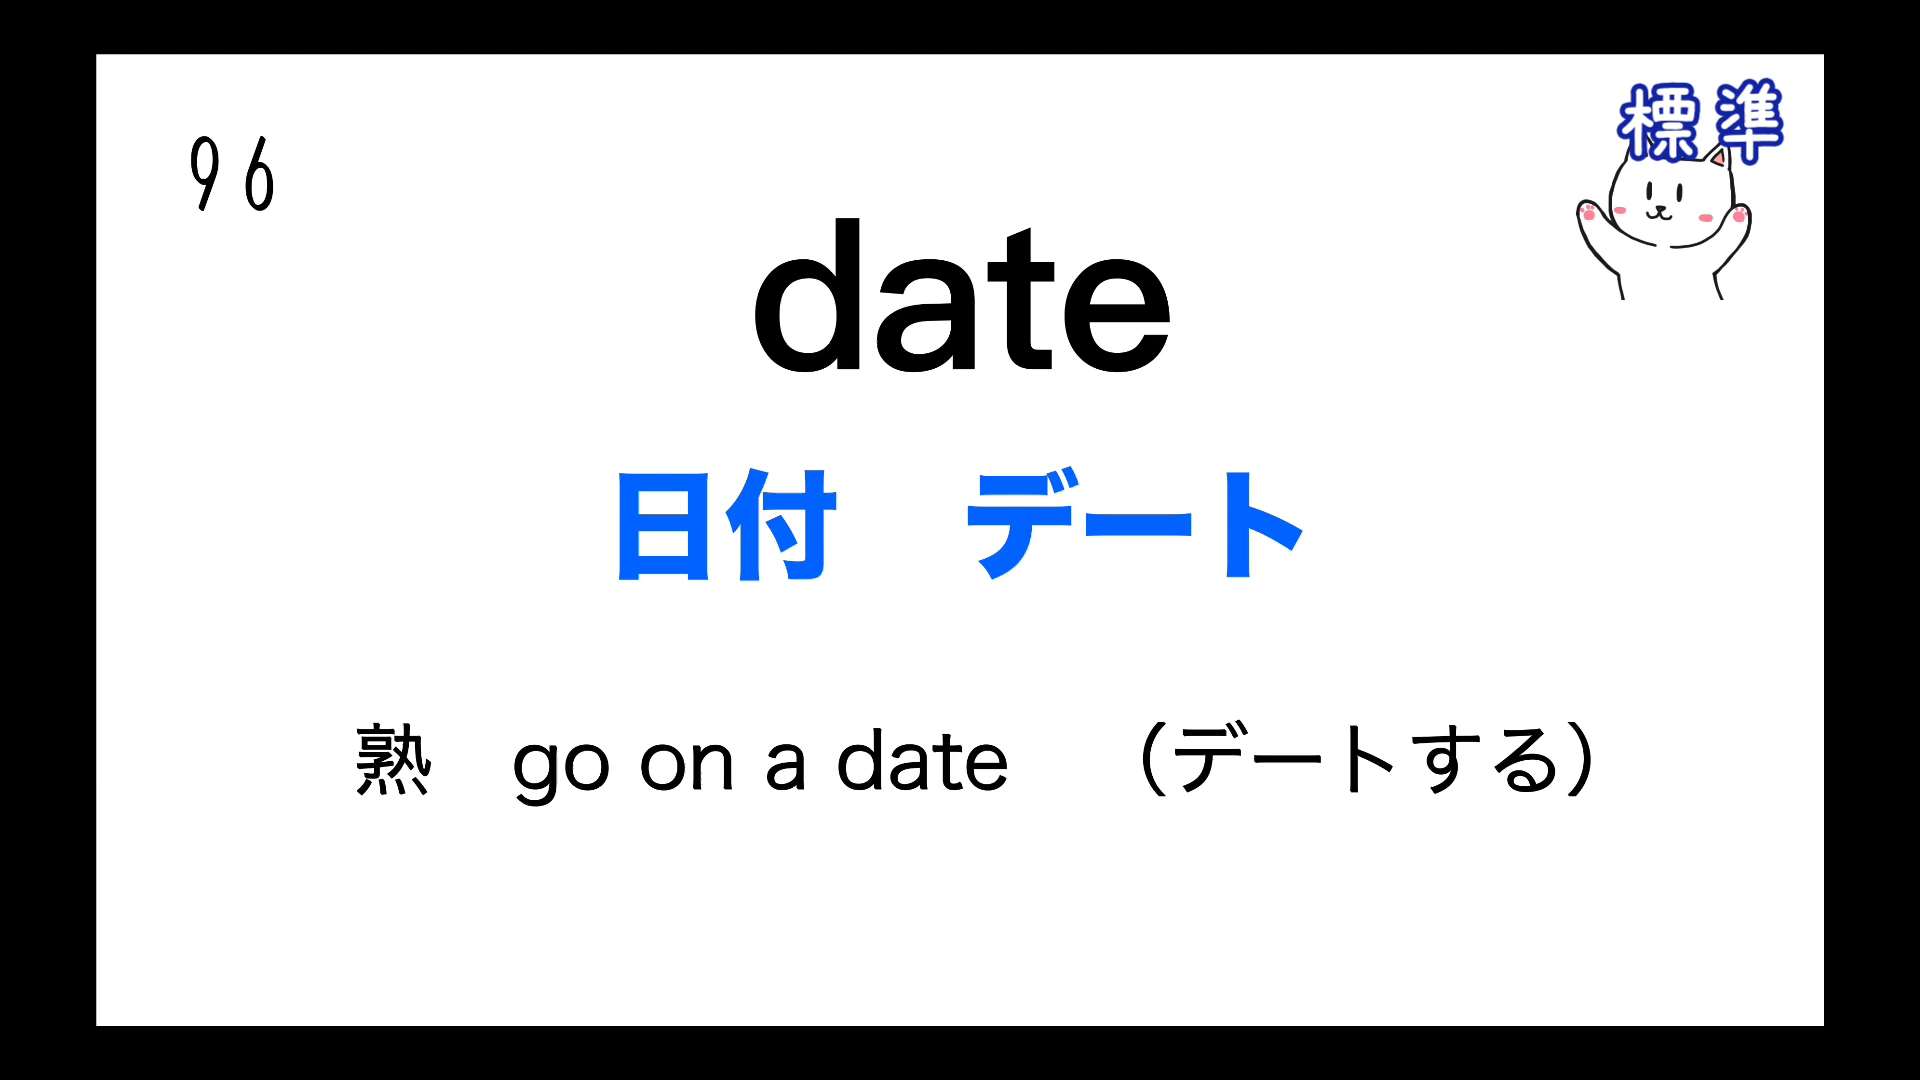 標準
９６
date
日付　デート
熟　go on a date　（デートする）